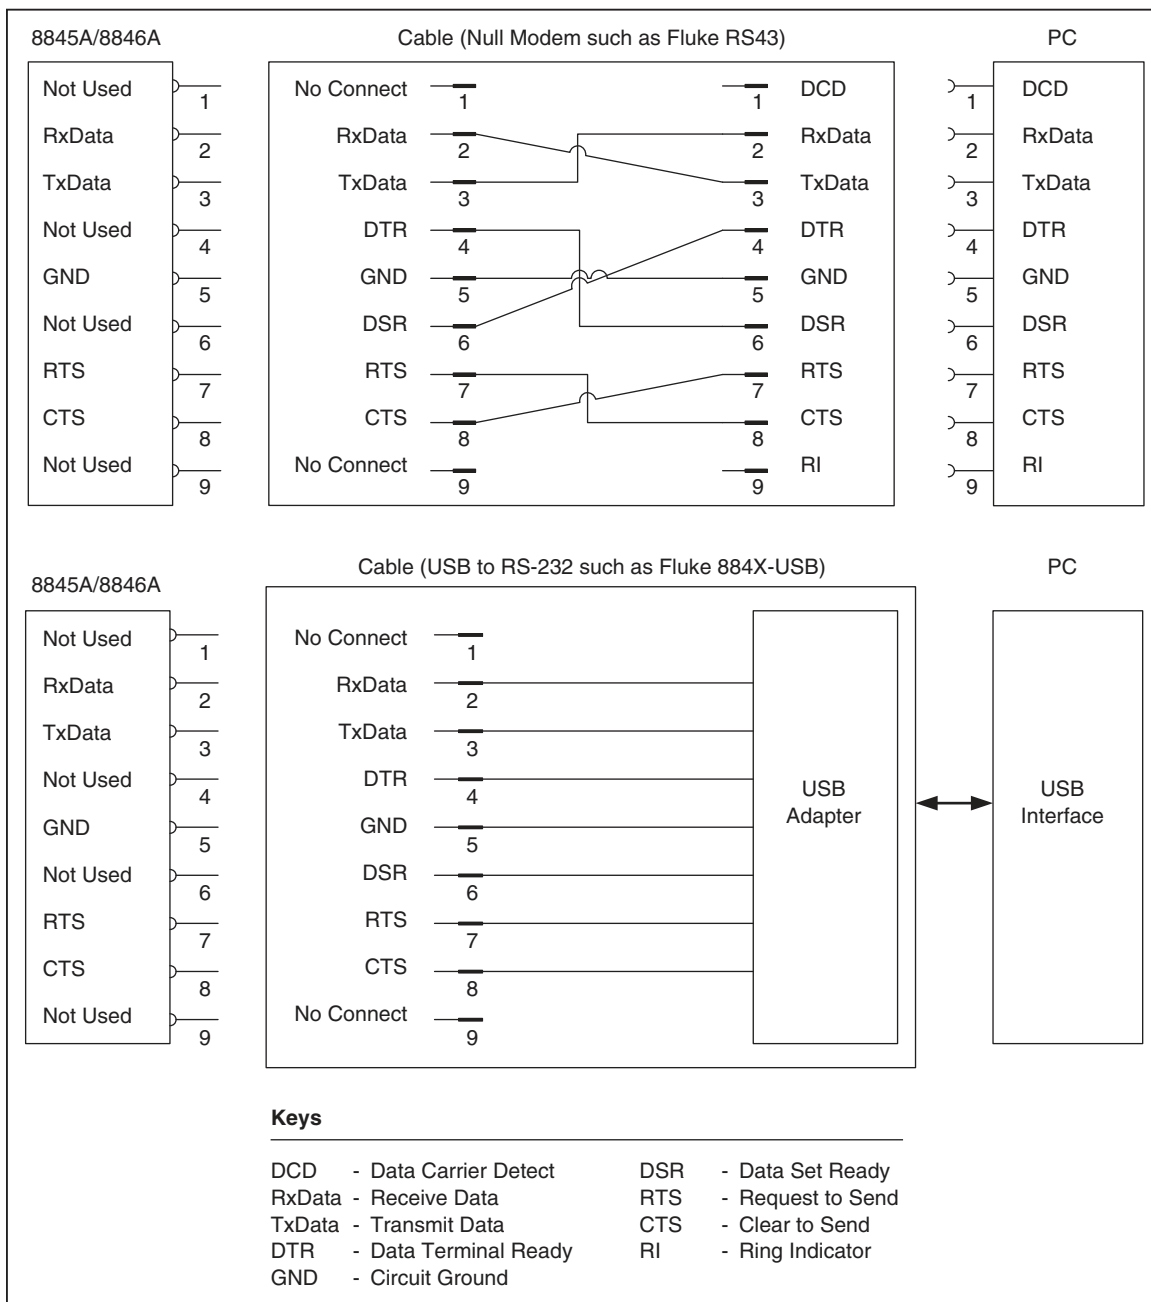 8845A/8846A Cable (Null Modem such as Fluke RS43) PC
Not Used 1 No Connect 1 1 DCD 1 DCD
RxData 2 RxData 2 2 RxData 2 RxData
TxData 3 TxData 3 3 TxData 3 TxData
Not Used 4 DTR 4 4 DTR 4 DTR
GND 5 GND 5 5 GND 5 GND
Not Used 6 DSR 6 6 DSR 6 DSR
RTS 7 RTS 7 7 RTS 7 RTS
CTS 8 CTS 8 8 CTS 8 CTS
Not Used 9 No Connect 9 9 RI 9 RI
8845A/8846A Cable (USB to RS-232 such as Fluke 884X-USB) PC
Not Used 1 No Connect 1
RxData 2 RxData 2
TxData 3 TxData 3
Not Used 4 DTR 4 USB USB
GND 5 GND 5 Adapter Interface
Not Used 6 DSR 6
RTS 7 RTS 7
CTS 8 CTS 8
Not Used 9 No Connect 9
Keys
DCD - Data Carrier Detect DSR - Data Set Ready
RxData - Receive Data RTS - Request to Send
TxData - Transmit Data CTS - Clear to Send
DTR - Data Terminal Ready RI - Ring Indicator
GND - Circuit Ground